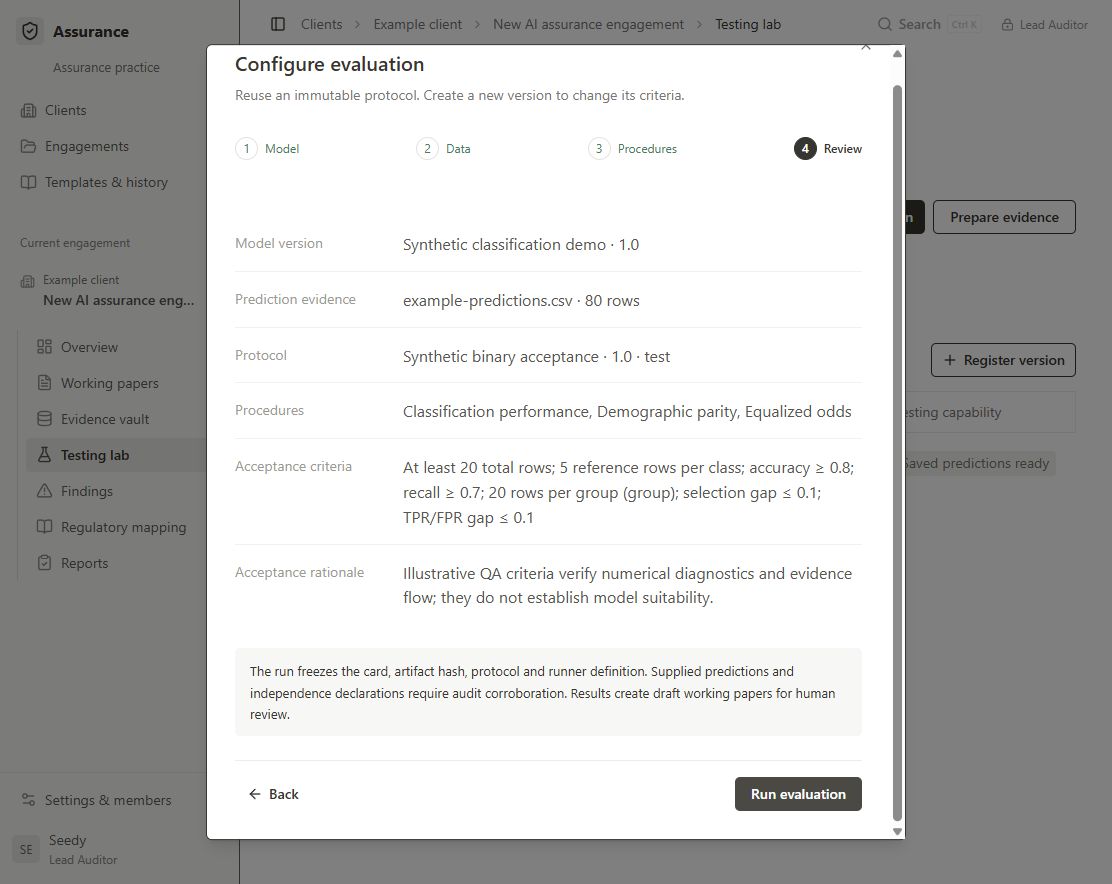 Assurance
Assurance practice
Clients
Engagements
Templates & history
Current engagement
Example client
New AI assurance eng...
Overview
Working papers
Evidence vault
Testing lab
Findings
Regulatory mapping
Reports
Settings & members
SE
Seedy
Lead Auditor
Clients > Example client > New AI assurance engagement > Testing lab
Search Ctrl K
Lead Auditor
Prepare evidence
+ Register version
esting capability
Saved predictions ready
Configure evaluation
Reuse an immutable protocol. Create a new version to change its criteria.
1 Model 2 Data 3 Procedures 4 Review
Model version Synthetic classification demo · 1.0
Prediction evidence example-predictions.csv · 80 rows
Protocol Synthetic binary acceptance · 1.0 · test
Procedures Classification performance, Demographic parity, Equalized odds
Acceptance criteria At least 20 total rows; 5 reference rows per class; accuracy ≥ 0.8;
recall ≥ 0.7; 20 rows per group (group); selection gap ≤ 0.1;
TPR/FPR gap ≤ 0.1
Acceptance rationale Illustrative QA criteria verify numerical diagnostics and evidence
flow; they do not establish model suitability.
The run freezes the card, artifact hash, protocol and runner definition. Supplied predictions and
independence declarations require audit corroboration. Results create draft working papers for human
review.
← Back
Run evaluation